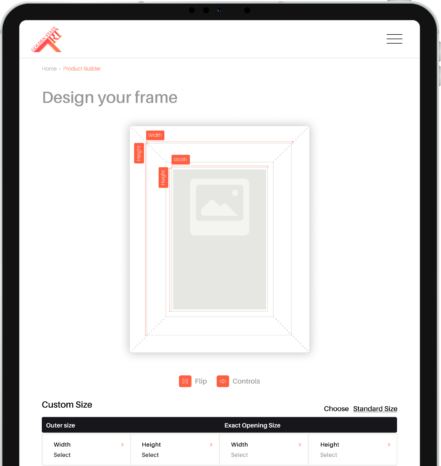 ART
Home > Product Builder
Design your frame
Width
Height
Width
Height
Flip Controls
Custom Size
Choose Standard Size
Outer size Exact Opening Size
Width Height Width Height
Select Select Select Select